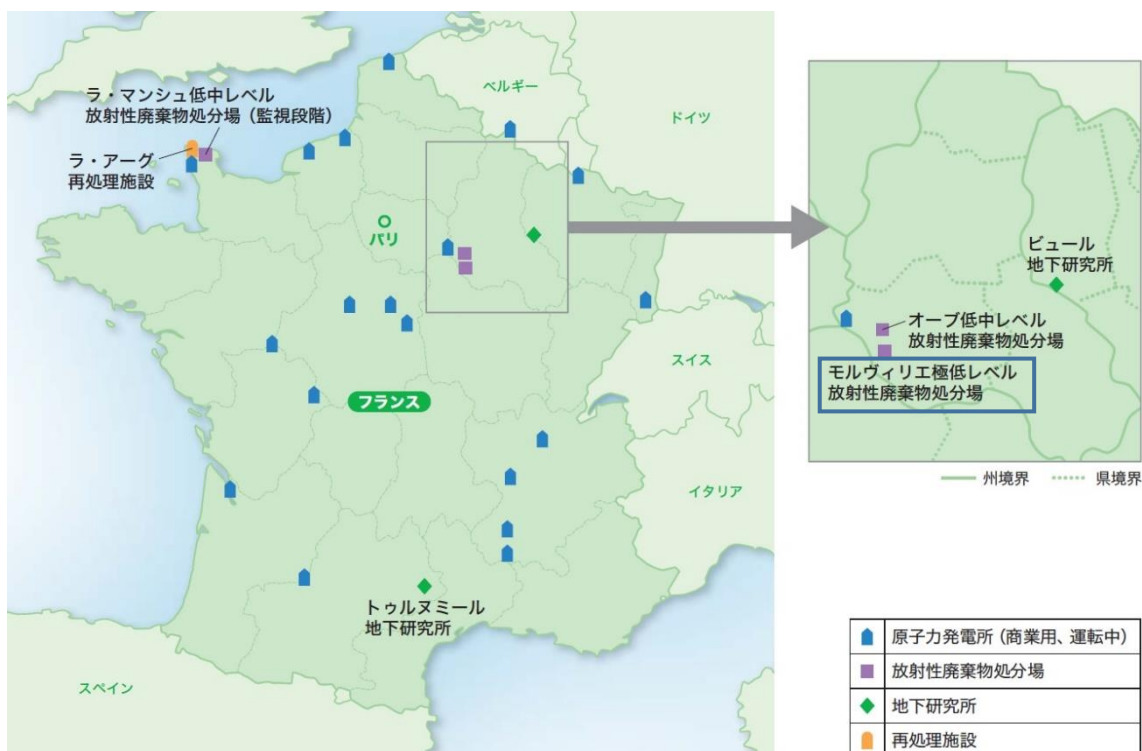 ベルギー
ドイツ
ラ・マンシュ低中レベル
放射性廃棄物処分場（監視段階）
ラ・アーグ
再処理施設
パリ
スイス
フランス
イタリア
トゥルヌミール
地下研究所
スペイン
ビュール
地下研究所
オーブ低中レベル
放射性廃棄物処分場
モルヴィリエ極低レベル
放射性廃棄物処分場
州境界 県境界
原子力発電所（商業用、運転中）
放射性廃棄物処分場
地下研究所
再処理施設